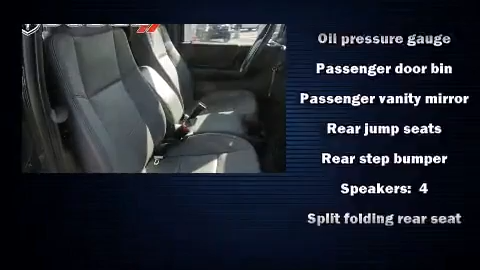 Oil pressure gauge
Passenger door bin
Passenger vanity mirror
Rear jump seats
Rear step bumper
Speakers: 4
Split folding rear seat